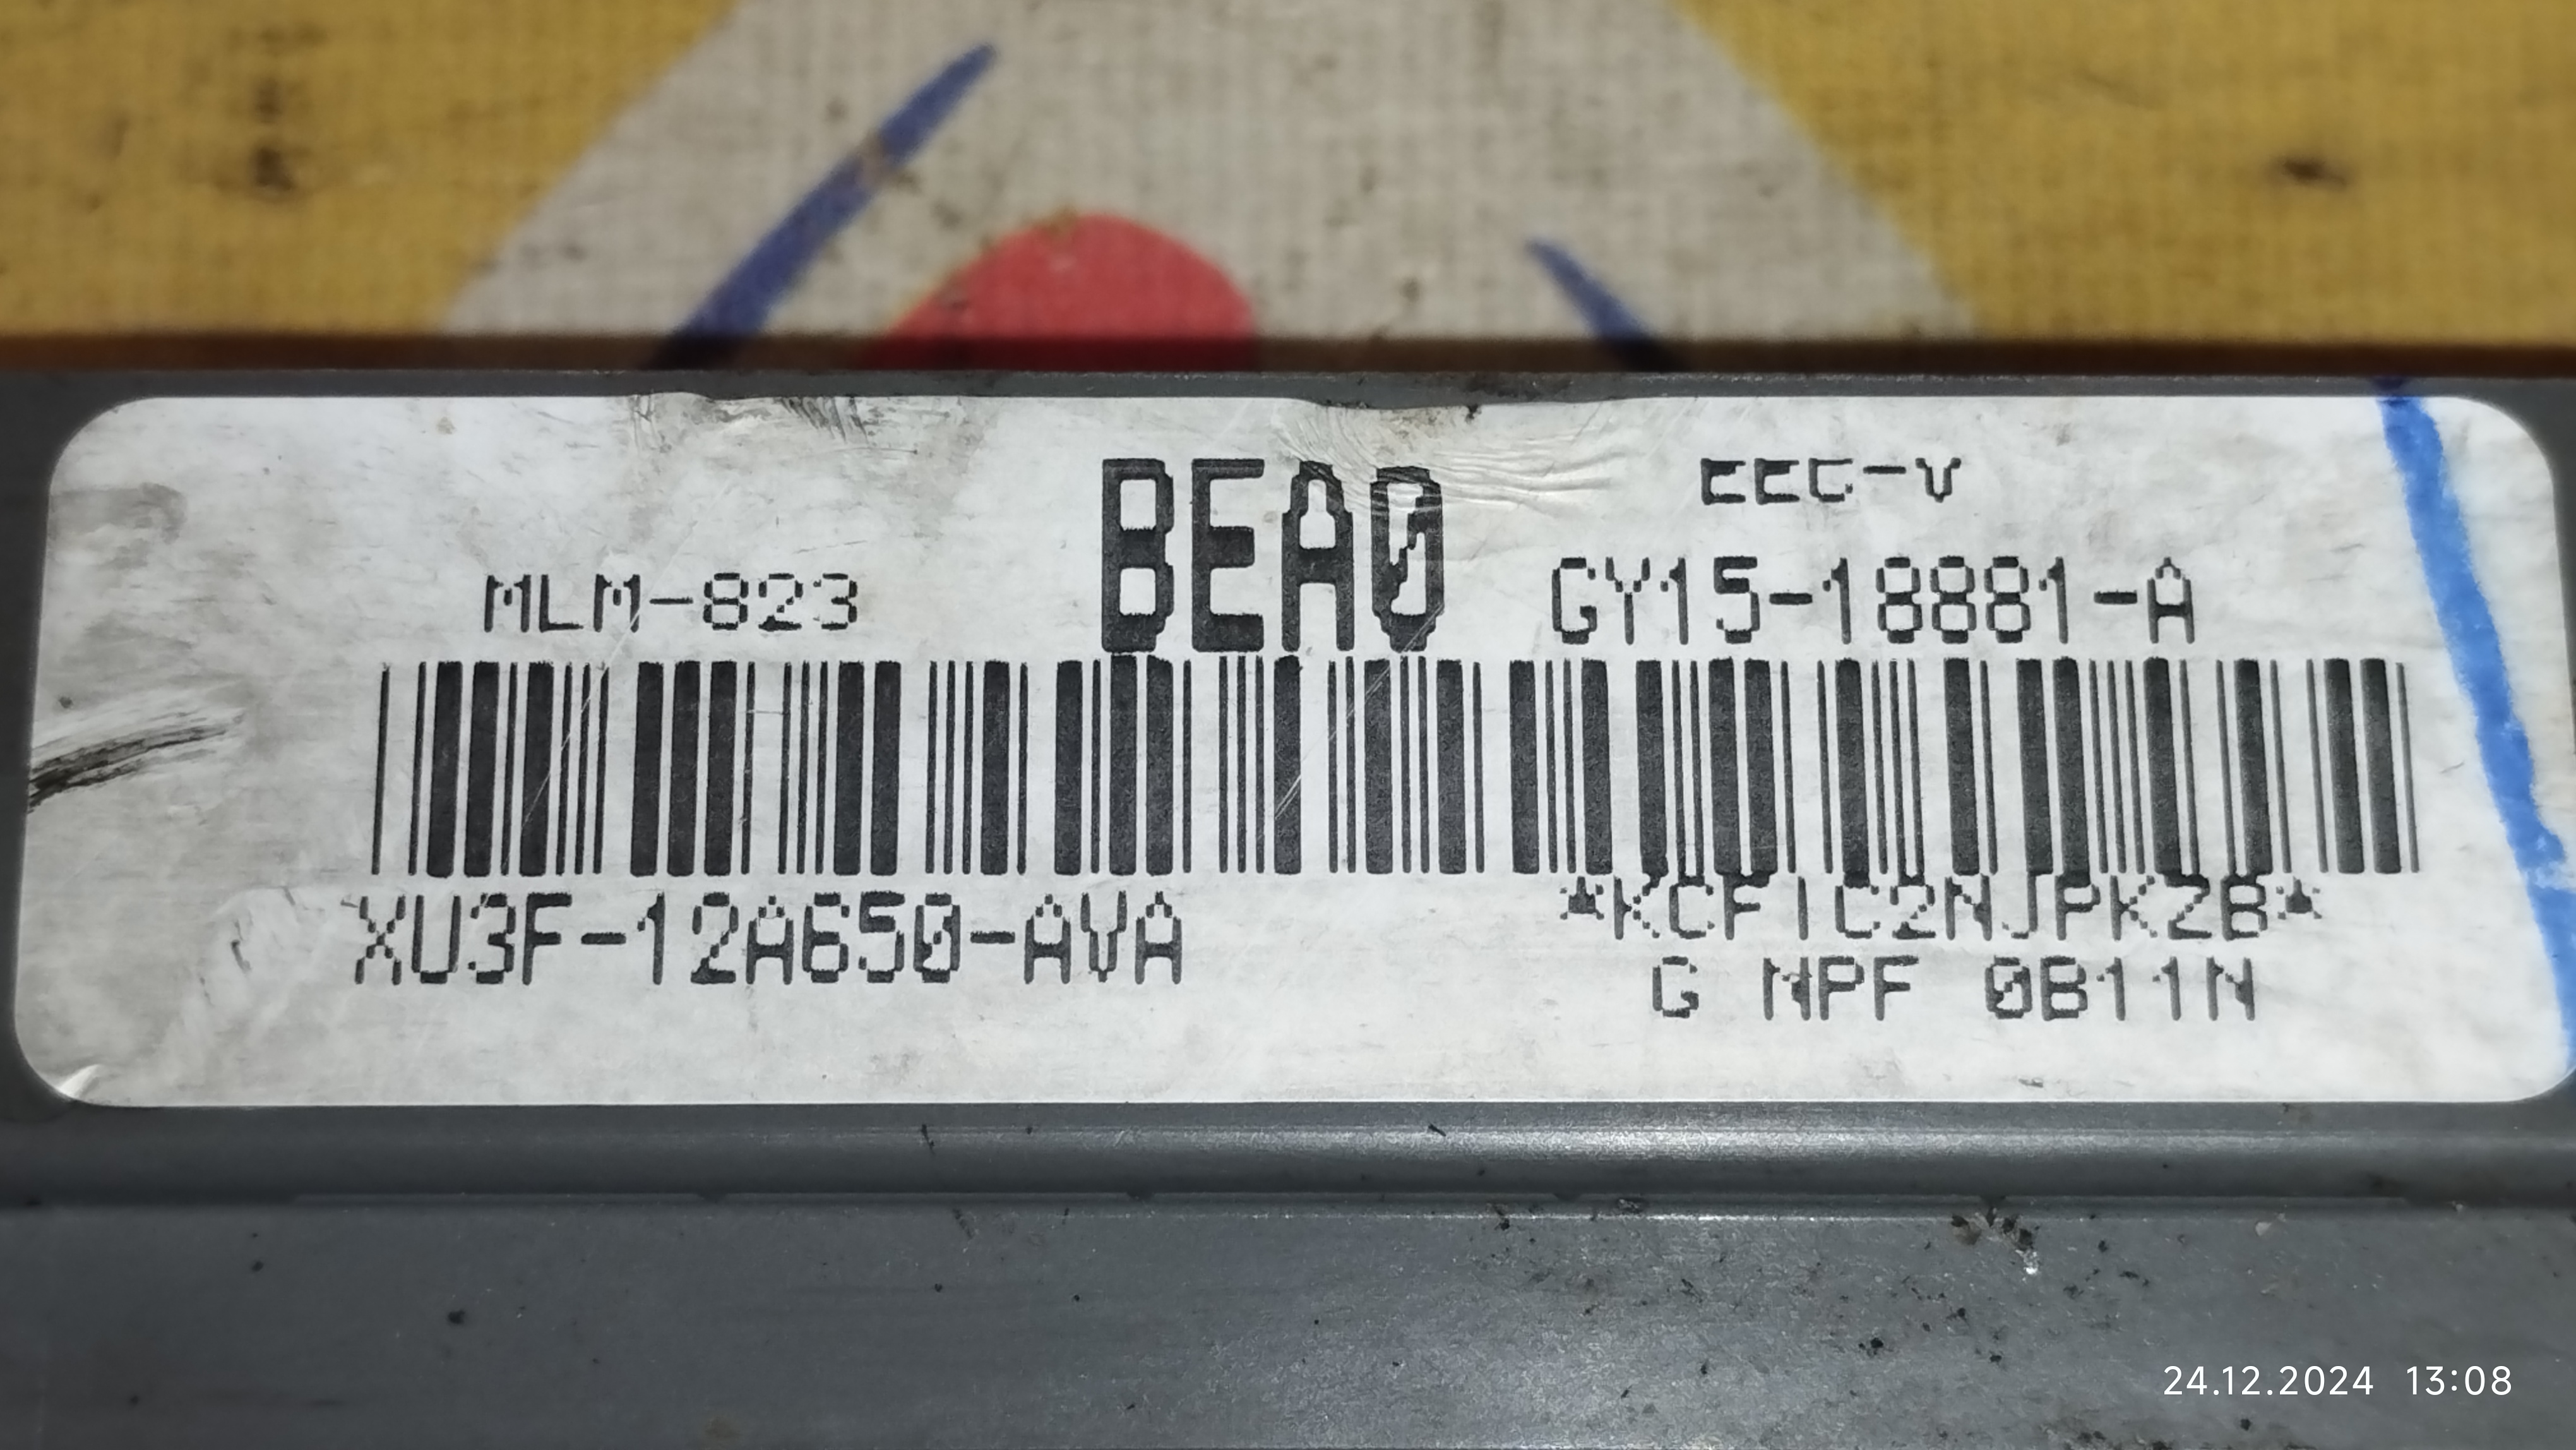 EEC-V
BEA0
MLM-823
GY15-18881-A
XU3F-12A650-AVA
*KCF1C2NJPKZB*
G NPF 0B11N
24.12.2024 13:08